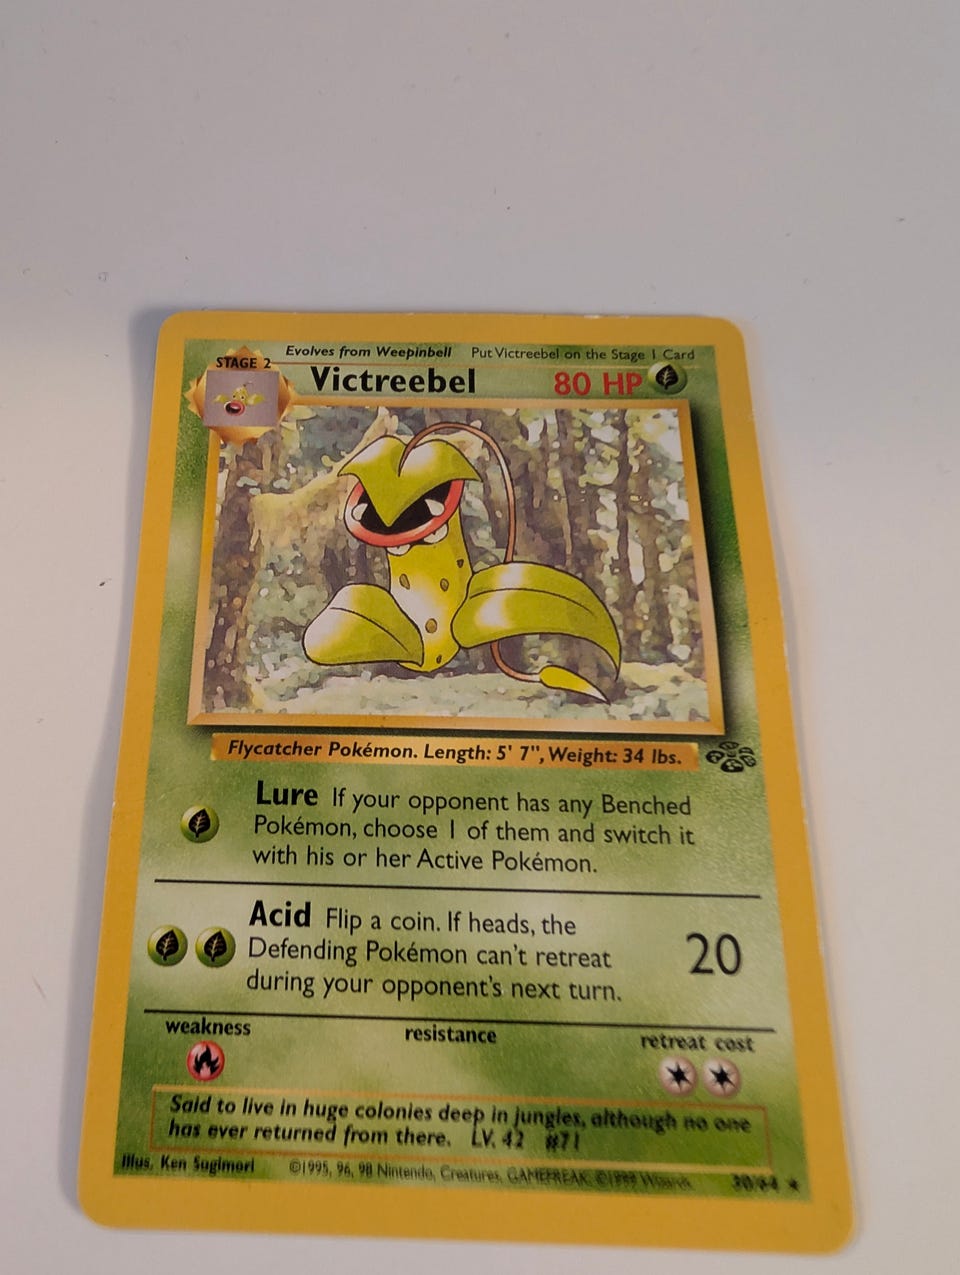 Evolves from Weepinbell Put Victreebel on the Stage 1 Card
STAGE 2
Victreebel 80 HP
Flycatcher Pokémon. Length: 5' 7", Weight: 34 lbs.
Lure If your opponent has any Benched
Pokémon, choose 1 of them and switch it
with his or her Active Pokémon.
Acid Flip a coin. If heads, the
Defending Pokémon can't retreat
during your opponent's next turn.
20
weakness resistance retreat cost
Said to live in huge colonies deep in jungles, although no one
has ever returned from there. LV. 42 #71
Illus. Ken Sugimori ©1995, 96, 98 Nintendo, Creatures, GAMEFREAK. ©1999 Wizards. 30/64 ★